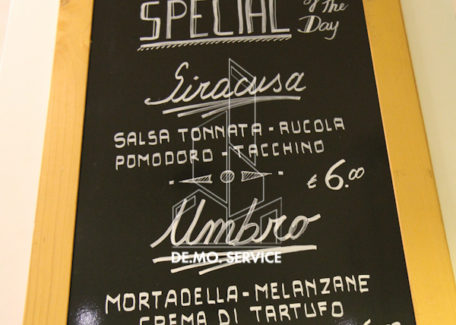 SPECIAL of the
Day
Siracusa
SALSA TONNATA - RUCOLA
POMODORO - TACCHINO
€ 6.00
Umbro
DE.MO. SERVICE
MORTADELLA - MELANZANE
CREMA DI TARTUFO